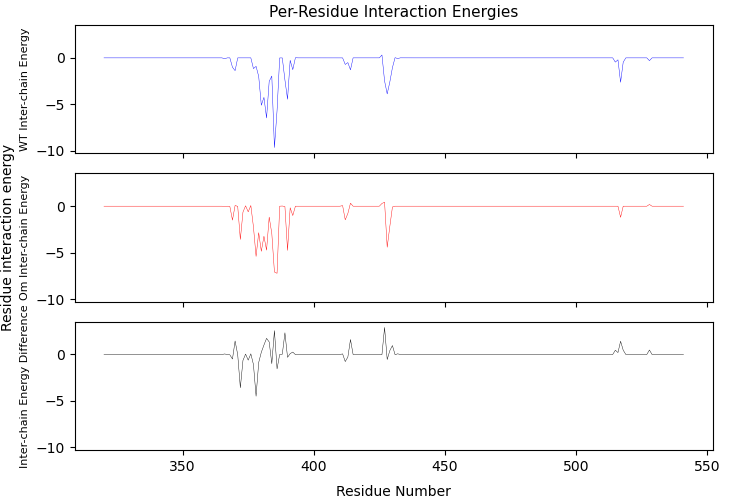 Per-Residue Interaction Energies
Residue interaction energy
WT Inter-chain Energy
0
−5
−10
Om Inter-chain Energy
0
−5
−10
Inter-chain Energy Difference
0
−5
−10
350 400 450 500 550
Residue Number